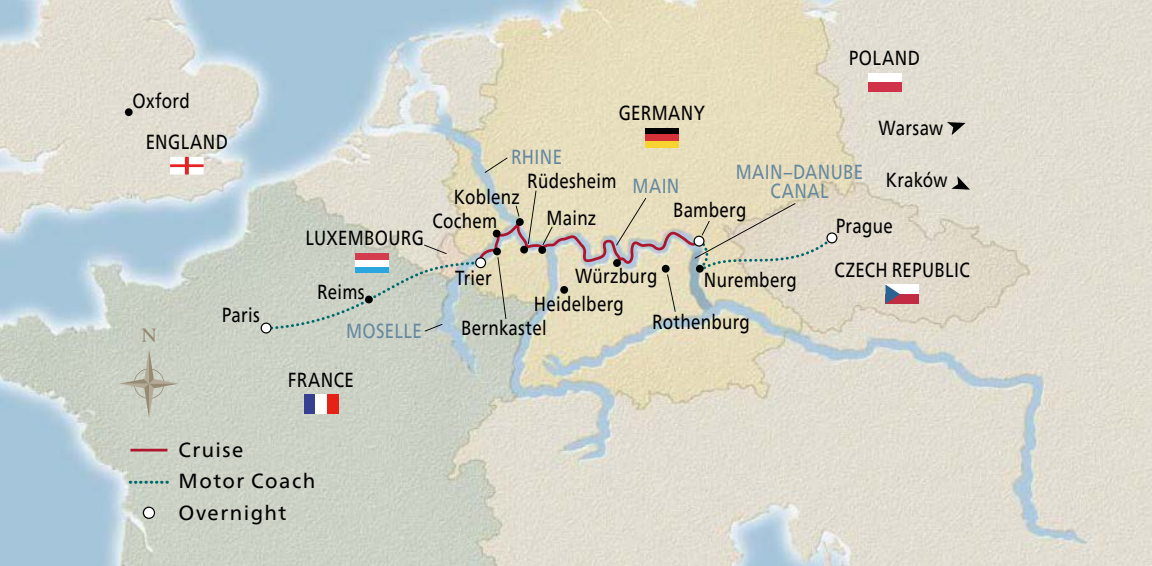 POLAND
Oxford
GERMANY
Warsaw
ENGLAND
RHINE
MAIN–DANUBE
CANAL
Rüdesheim
MAIN
Kraków
Koblenz
Bamberg
Cochem
Mainz
Prague
LUXEMBOURG
Trier
Würzburg
Nuremberg
CZECH REPUBLIC
Reims
Heidelberg
Paris
MOSELLE
Bernkastel
Rothenburg
N
FRANCE
Cruise
Motor Coach
Overnight